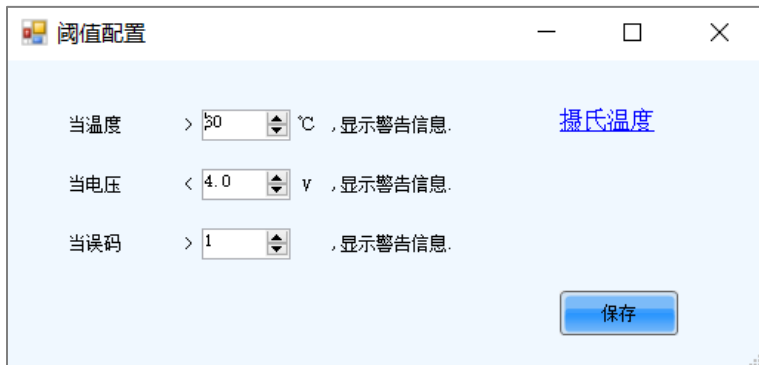 阈值配置
当温度 > 60 ℃ ,显示警告信息. 摄氏温度
当电压 < 4.0 V ,显示警告信息.
当误码 > 1 ,显示警告信息.
保存